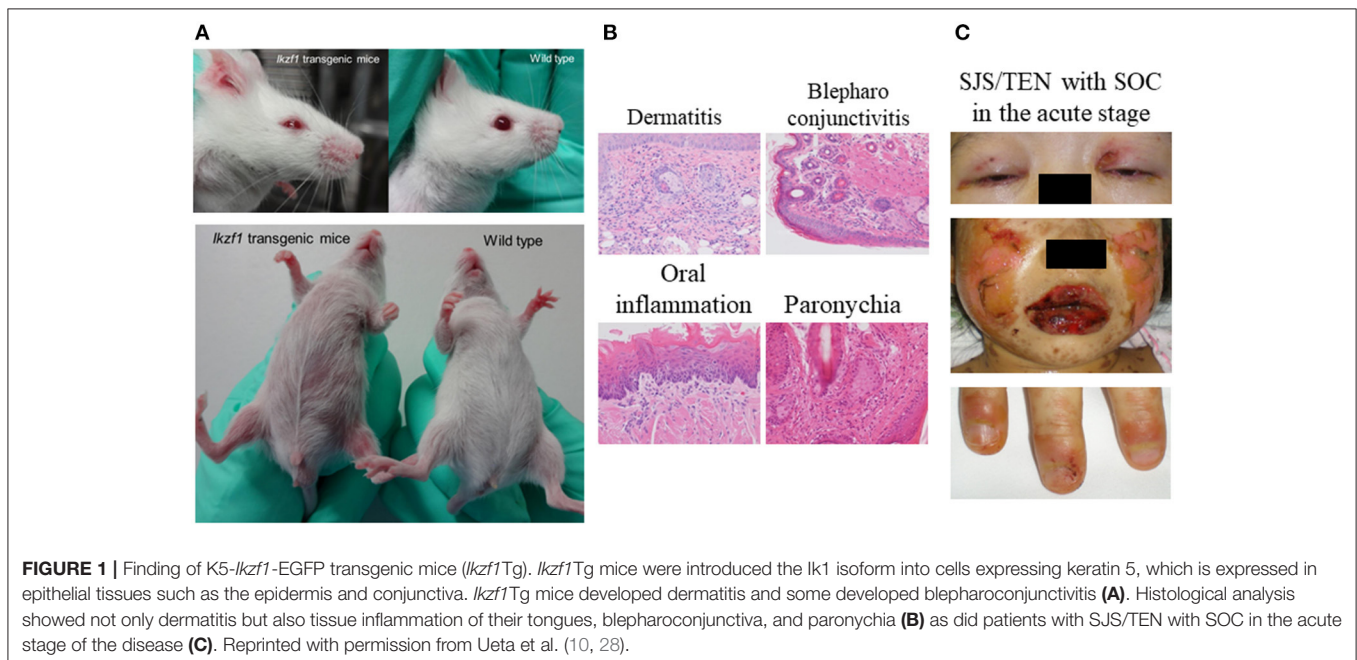 A
B
C
Ikzf1 transgenic mice
Wild type
Ikzf1 transgenic mice
Wild type
Dermatitis
Blepharo
conjunctivitis
Oral
inflammation
Paronychia
SJS/TEN with SOC
in the acute stage
FIGURE 1 | Finding of K5-Ikzf1-EGFP transgenic mice (Ikzf1Tg). Ikzf1Tg mice were introduced the Ik1 isoform into cells expressing keratin 5, which is expressed in
epithelial tissues such as the epidermis and conjunctiva. Ikzf1Tg mice developed dermatitis and some developed blepharoconjunctivitis (A). Histological analysis
showed not only dermatitis but also tissue inflammation of their tongues, blepharoconjunctiva, and paronychia (B) as did patients with SJS/TEN with SOC in the acute
stage of the disease (C). Reprinted with permission from Ueta et al. (10, 28).